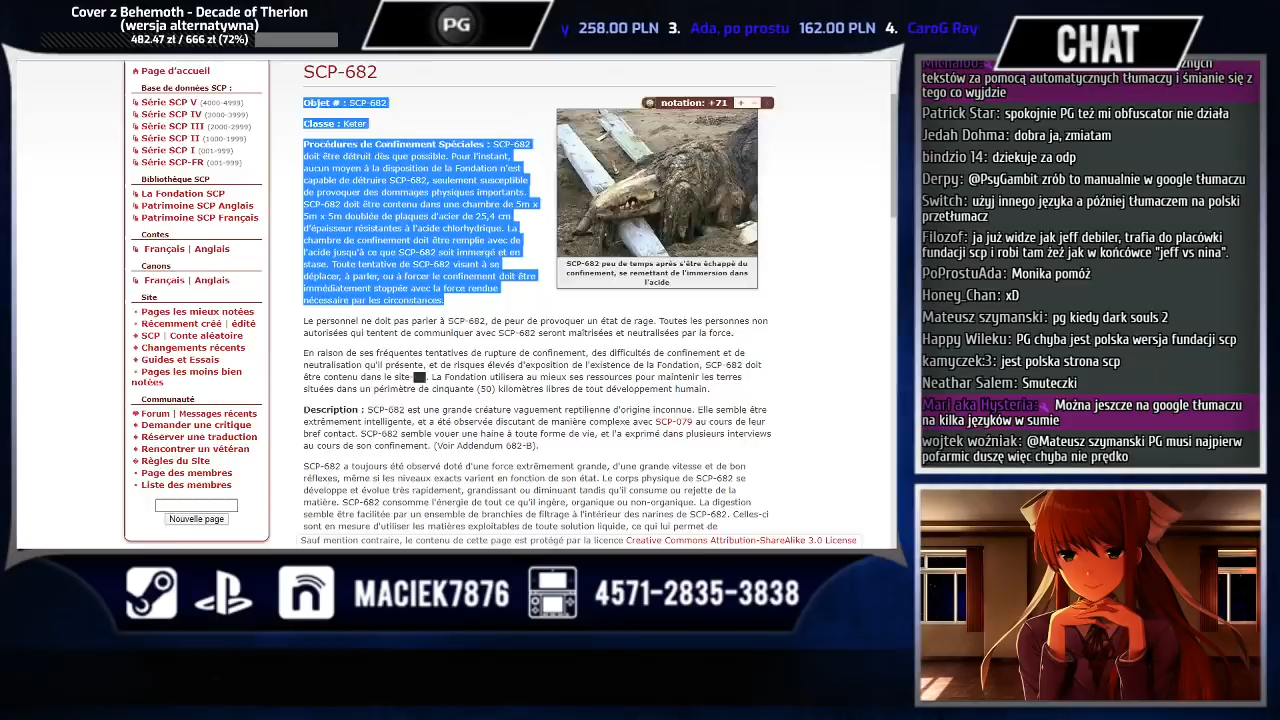 Cover z Behemoth - Decade of Therion
(wersja alternatywna)
482.47 zł / 666 zł (72%)
PG
y 258.00 PLN 3. Ada, po prostu 162.00 PLN 4. CaroG Ray
CHAT
Page d'accueil
Base de données SCP :
Série SCP V (4000-4999)
Série SCP IV (3000-3999)
Série SCP III (2000-2999)
Série SCP II (1000-1999)
Série SCP I (001-999)
Série SCP-FR (001-999)
Bibliothèque SCP
La Fondation SCP
Patrimoine SCP Anglais
Patrimoine SCP Français
Contes
Français | Anglais
Canons
Français | Anglais
Site
Pages les mieux notées
Récemment créé | édité
SCP | Conte aléatoire
Changements récents
Guides et Essais
Pages les moins bien
notées
Communauté
Forum | Messages récents
Demander une critique
Réserver une traduction
Rencontrer un vétéran
Règles du Site
Page des membres
Liste des membres
Nouvelle page
SCP-682
notation: +71 + − x
Objet # : SCP-682
Classe : Keter
Procédures de Confinement Spéciales : SCP-682
doit être détruit dès que possible. Pour l'instant,
aucun moyen à la disposition de la Fondation n'est
capable de détruire SCP-682, seulement susceptible
de provoquer des dommages physiques importants.
SCP-682 doit être contenu dans une chambre de 5m x
5m x 5m doublée de plaques d'acier de 25,4 cm
d'épaisseur résistantes à l'acide chlorhydrique. La
chambre de confinement doit être remplie avec de
l'acide jusqu'à ce que SCP-682 soit immergé et en
stase. Toute tentative de SCP-682 visant à se
déplacer, à parler, ou à forcer le confinement doit être
immédiatement stoppée avec la force rendue
nécessaire par les circonstances.
SCP-682 peu de temps après s'être échappé du
confinement, se remettant de l'immersion dans
l'acide
Le personnel ne doit pas parler à SCP-682, de peur de provoquer un état de rage. Toutes les personnes non
autorisées qui tentent de communiquer avec SCP-682 seront maîtrisées et neutralisées par la force.
En raison de ses fréquentes tentatives de rupture de confinement, des difficultés de confinement et de
neutralisation qu'il présente, et de risques élevés d'exposition de l'existence de la Fondation, SCP-682 doit
être contenu dans le site-██. La Fondation utilisera au mieux ses ressources pour maintenir les terres
situées dans un périmètre de cinquante (50) kilomètres libres de tout développement humain.
Description : SCP-682 est une grande créature vaguement reptilienne d'origine inconnue. Elle semble être
extrêmement intelligente, et a été observée discutant de manière complexe avec SCP-079 au cours de leur
bref contact. SCP-682 semble vouer une haine à toute forme de vie, et l'a exprimé dans plusieurs interviews
au cours de son confinement. (Voir Addendum 682-B).
SCP-682 a toujours été observé doté d'une force extrêmement grande, d'une grande vitesse et de bon
réflexes, même si les niveaux exacts varient en fonction de son état. Le corps physique de SCP-682 se
développe et évolue très rapidement, grandissant ou diminuant tandis qu'il consume ou rejette de la
matière. SCP-682 consomme l'énergie de tout ce qu'il ingère, organique ou non-organique. La digestion
semble être facilitée par un ensemble de branches de filtrage à l'intérieur des narines de SCP-682. Celles-ci
sont en mesure d'utiliser les matières exploitables de toute solution liquide, ce qui lui permet de
Sauf mention contraire, le contenu de cette page est protégé par la licence Creative Commons Attribution-ShareAlike 3.0 License
tekstów za pomocą automatycznych tłumaczy i śmianie się z
tego co wyjdzie
Patrick Star: spokojnie PG też mi obfuscator nie działa
Jedah Dohma: dobra ja, zmiatam
bindzio 14: dziekuje za odp
Derpy: @PsyGambit zrób to manualnie w google tłumaczu
Switch: użyj innego języka a później tłumaczem na polski
przetłumacz
Filozof: ja już widze jak jeff debiler, trafia do placówki
fundacji scp i robi tam żeż jak w końcówce "jeff vs nina".
PoProstuAda: Monika pomóż
Honey_Chan: xD
Mateusz szymanski: pg kiedy dark souls 2
Happy Wileku: PG chyba jest polska wersja fundacji scp
kamyczek3: jest polska strona scp
Neathar Salem: Smuteczki
Mari aka Hysteria: Można jeszcze na google tłumaczu
na kilka języków w sumie
wojtek woźniak: @Mateusz szymanski PG musi najpierw
pofarmic duszę więc chyba nie prędko
MACIEK7876
4571-2835-3838